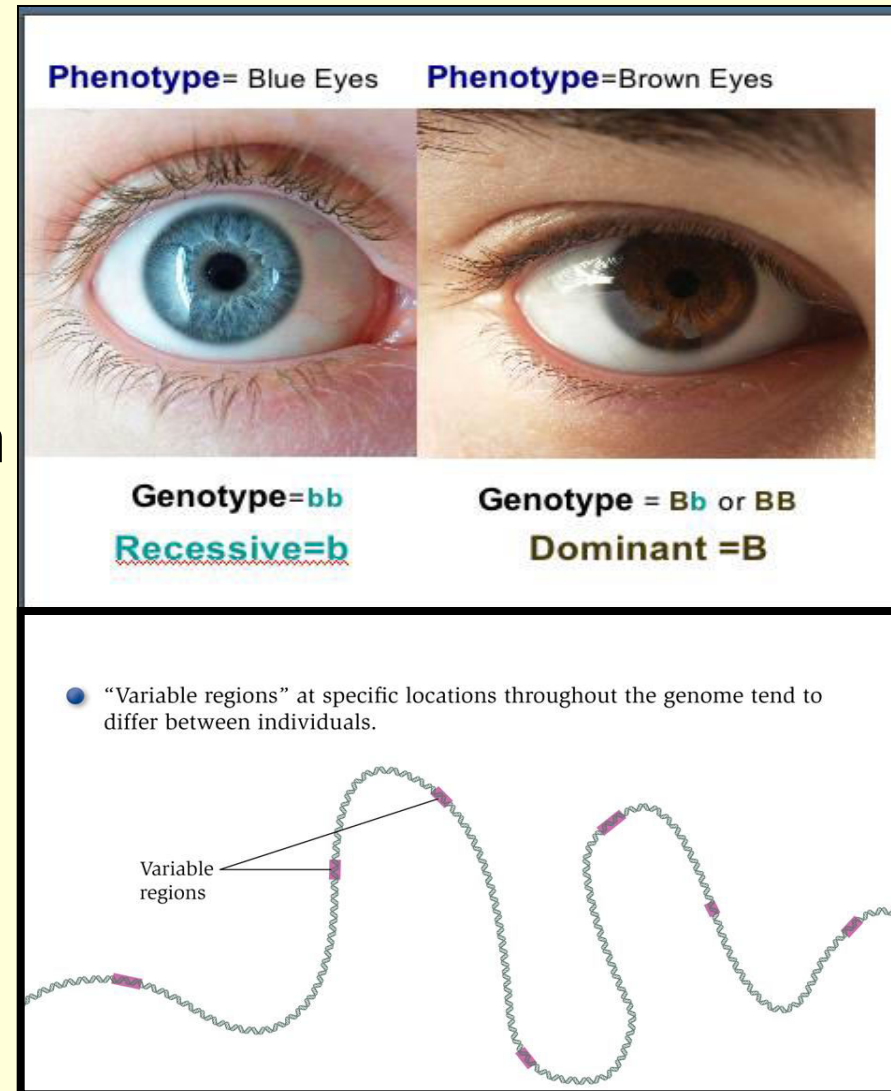 Phenotype= Blue Eyes Phenotype=Brown Eyes
Genotype=bb Genotype = Bb or BB
Recessive=b Dominant =B
“Variable regions” at specific locations throughout the genome tend to
differ between individuals.
Variable
regions